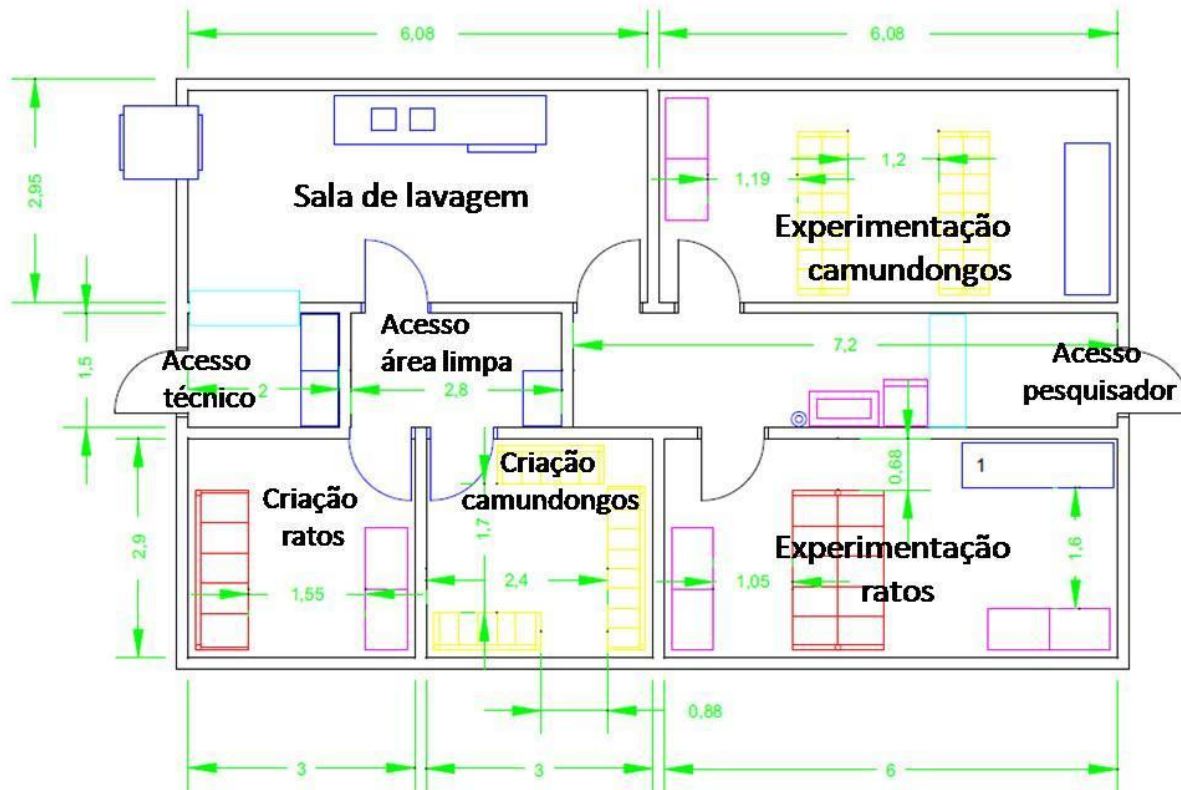 6,08
6,08
2,95
Sala de lavagem
1,19
1,2
Experimentação
camundongos
1,5
Acesso
técnico
2
Acesso
área limpa
2,8
7,2
Acesso
pesquisador
2,9
Criação
ratos
1,55
Criação
camundongos
1,7
2,4
0,68
1
Experimentação
ratos
1,05
1,6
0,88
3
3
6